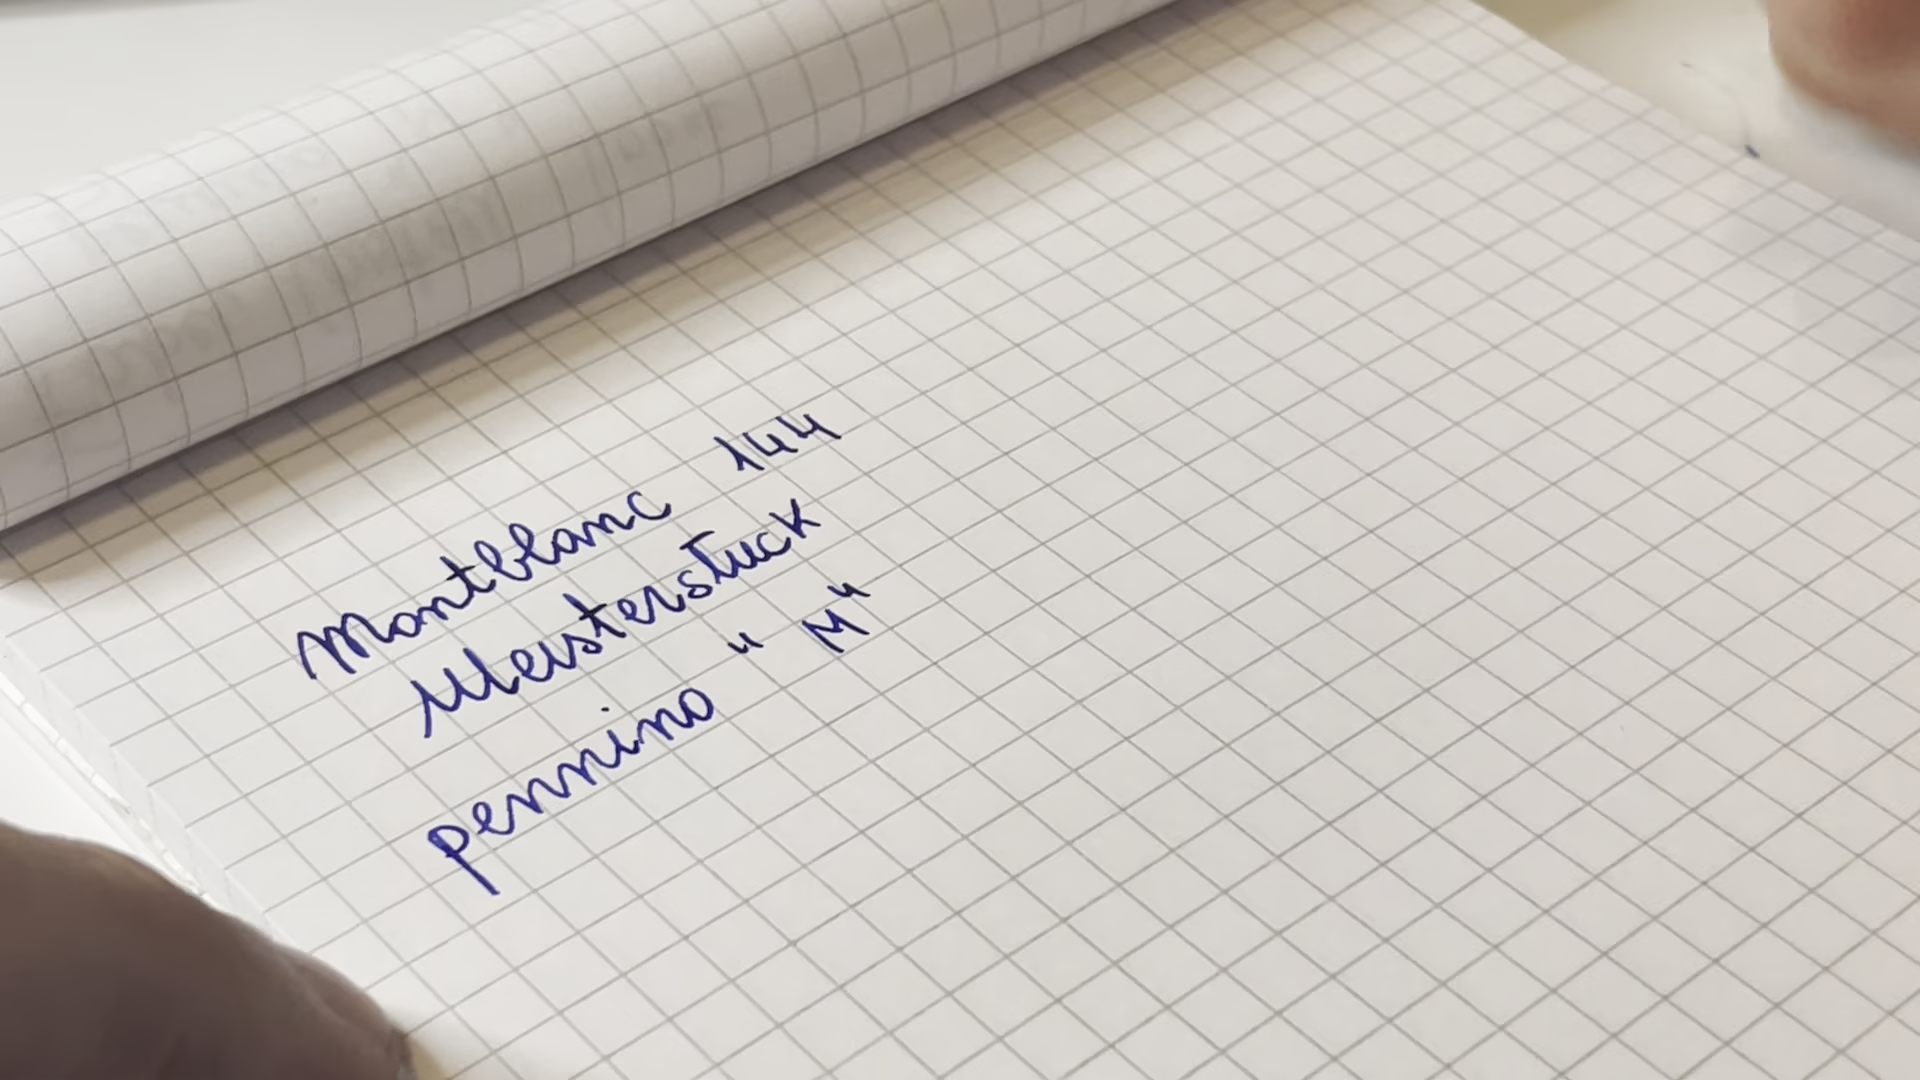 Montblanc 144
Meisterstuck
pennino " M "